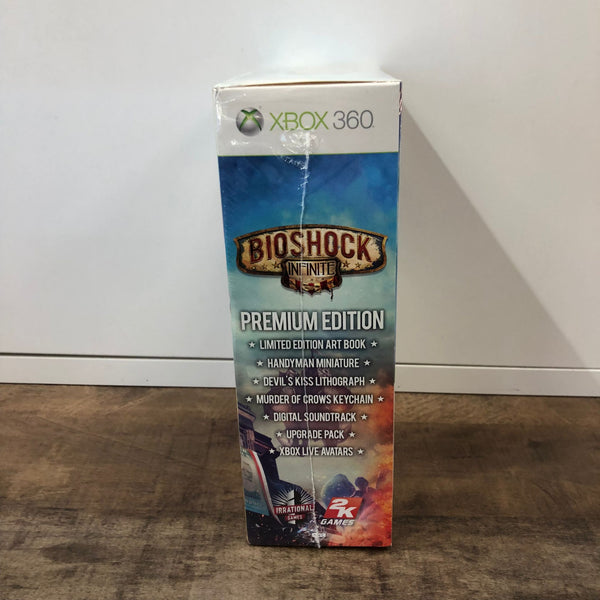 XBOX 360
BIOSHOCK
INFINITE
PREMIUM EDITION
★ LIMITED EDITION ART BOOK ★
★ HANDYMAN MINIATURE ★
★ DEVIL'S KISS LITHOGRAPH ★
★ MURDER OF CROWS KEYCHAIN ★
★ DIGITAL SOUNDTRACK ★
★ UPGRADE PACK ★
★ XBOX LIVE AVATARS ★
IRRATIONAL
GAMES
2K
GAMES